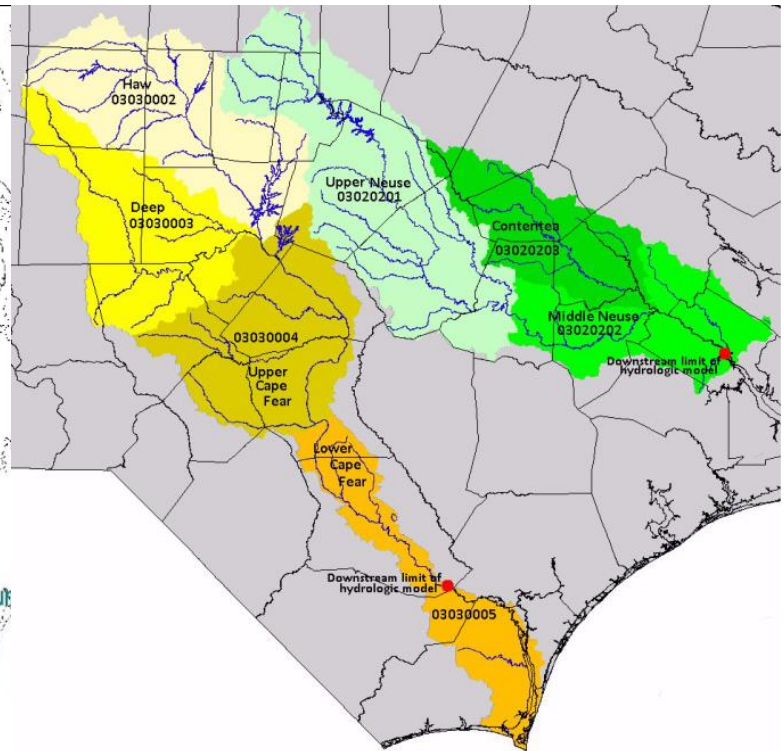 Haw
03030002
Deep
03030003
Upper Neuse
03020201
Contentea
03020203
Middle Neuse
03020202
Downstream limit of
hydrologic model
03030004
Upper
Cape
Fear
Lower
Cape
Fear
Downstream limit of
hydrologic model
03030005